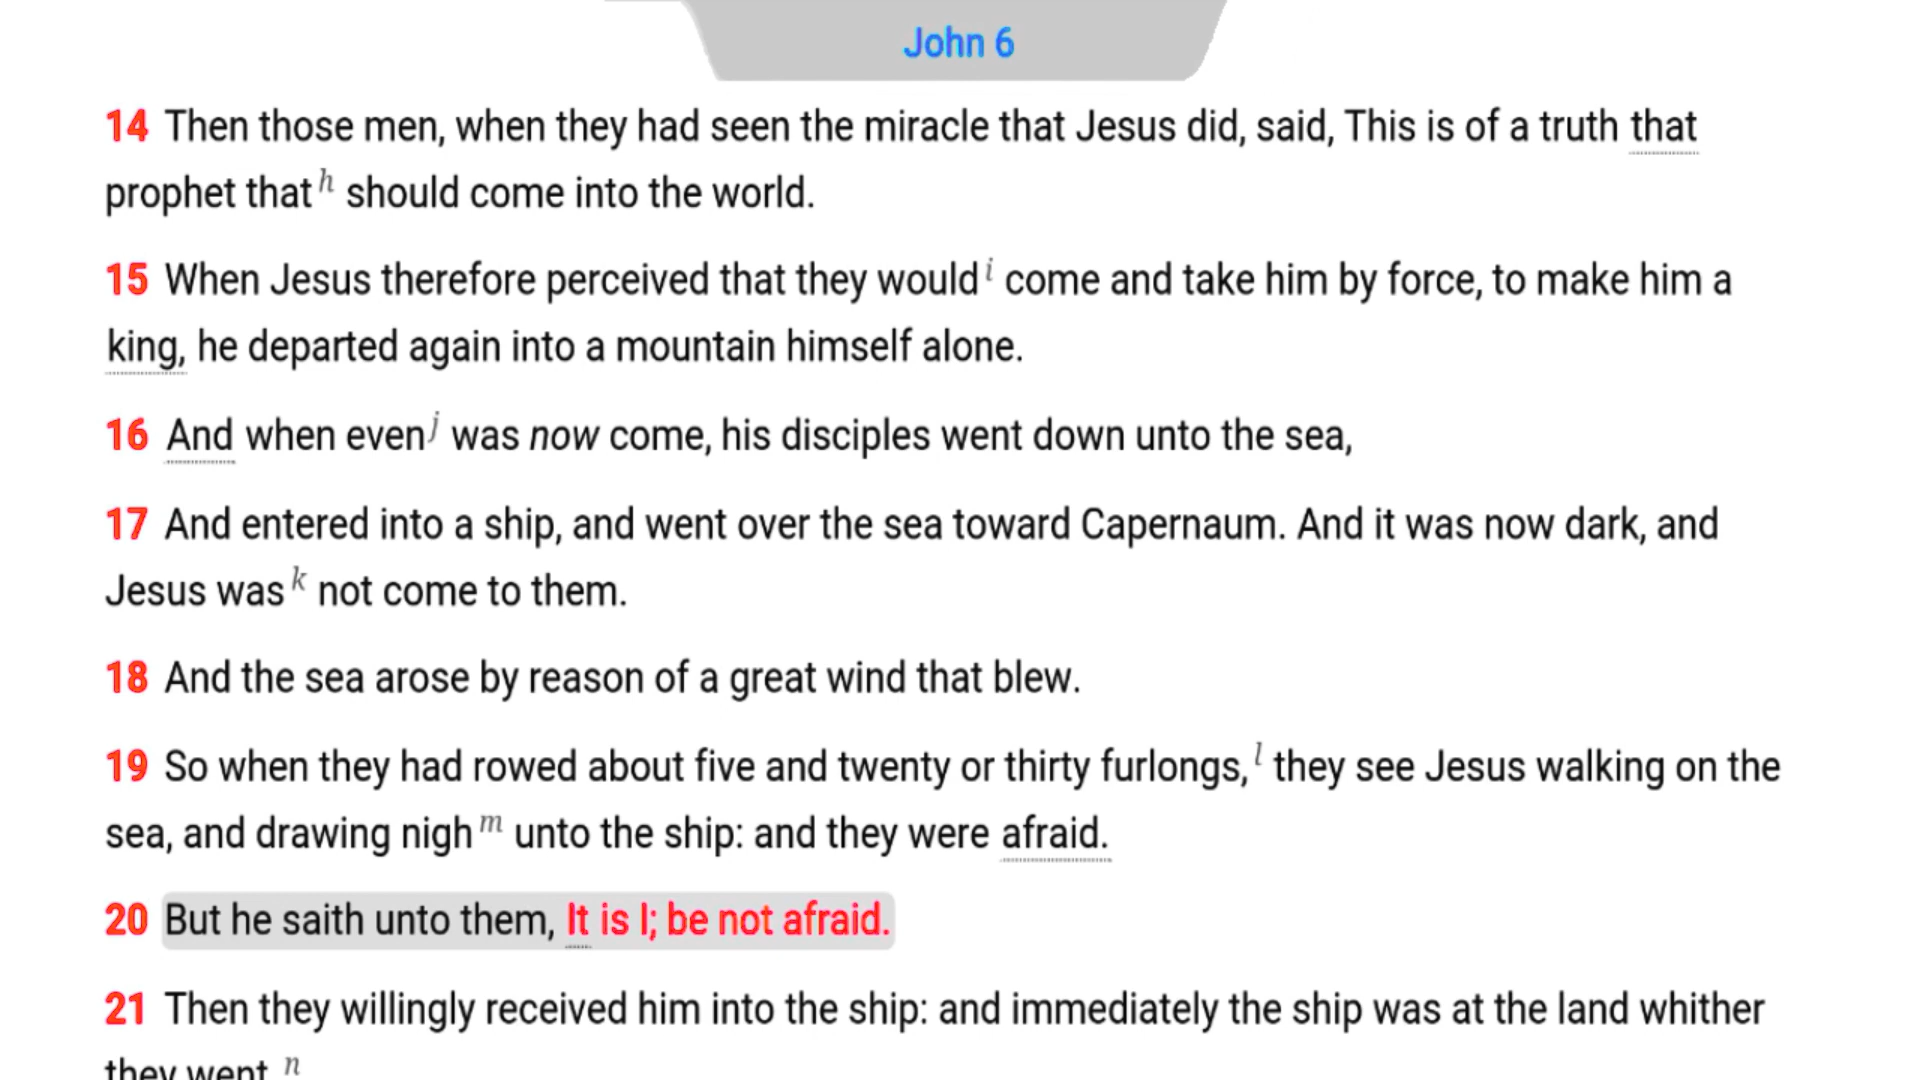 John 6
14 Then those men, when they had seen the miracle that Jesus did, said, This is of a truth that
prophet that h should come into the world.
15 When Jesus therefore perceived that they would i come and take him by force, to make him a
king, he departed again into a mountain himself alone.
16 And when even j was now come, his disciples went down unto the sea,
17 And entered into a ship, and went over the sea toward Capernaum. And it was now dark, and
Jesus was k not come to them.
18 And the sea arose by reason of a great wind that blew.
19 So when they had rowed about five and twenty or thirty furlongs, l they see Jesus walking on the
sea, and drawing nigh m unto the ship: and they were afraid.
20 But he saith unto them, It is I; be not afraid.
21 Then they willingly received him into the ship: and immediately the ship was at the land whither
they went. n